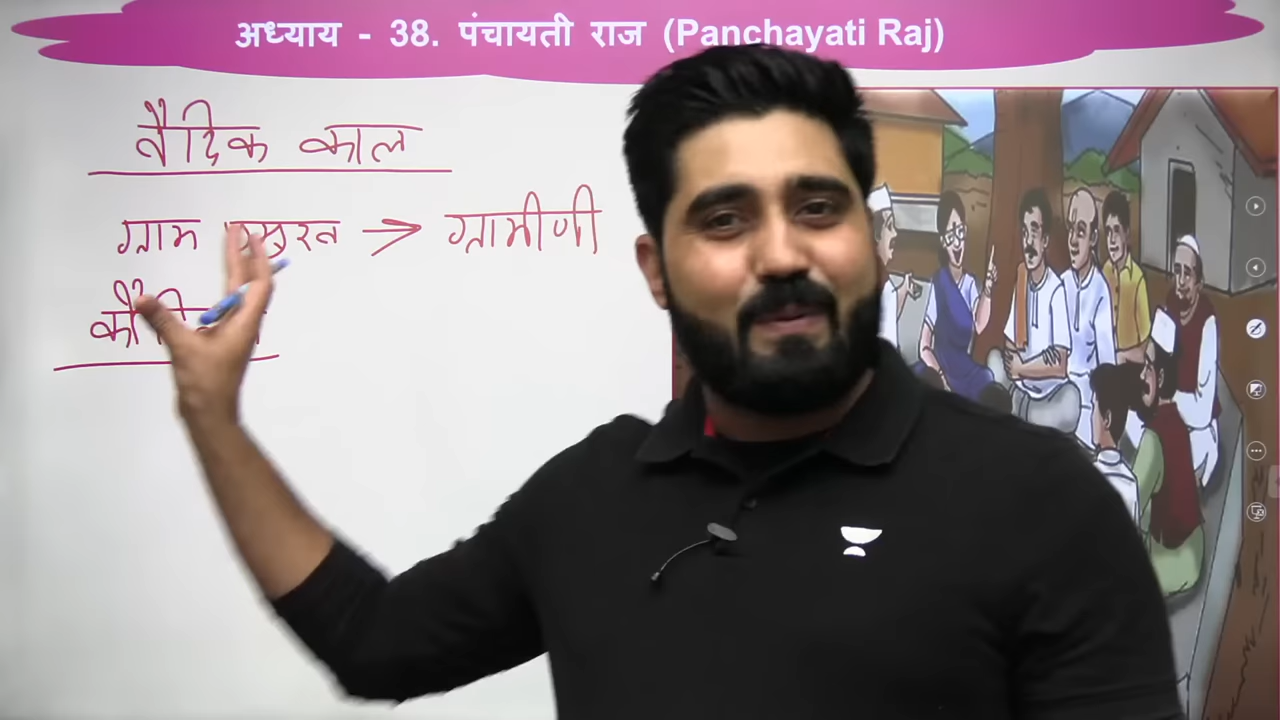 अध्याय - 38. पंचायती राज (Panchayati Raj)
वैदिक काल
ग्राम → ग्रामीणी